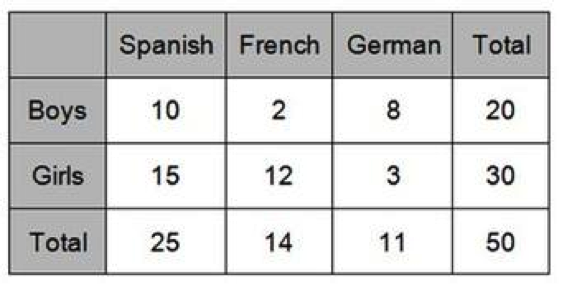 Spanish French German Total
Boys 10 2 8 20
Girls 15 12 3 30
Total 25 14 11 50